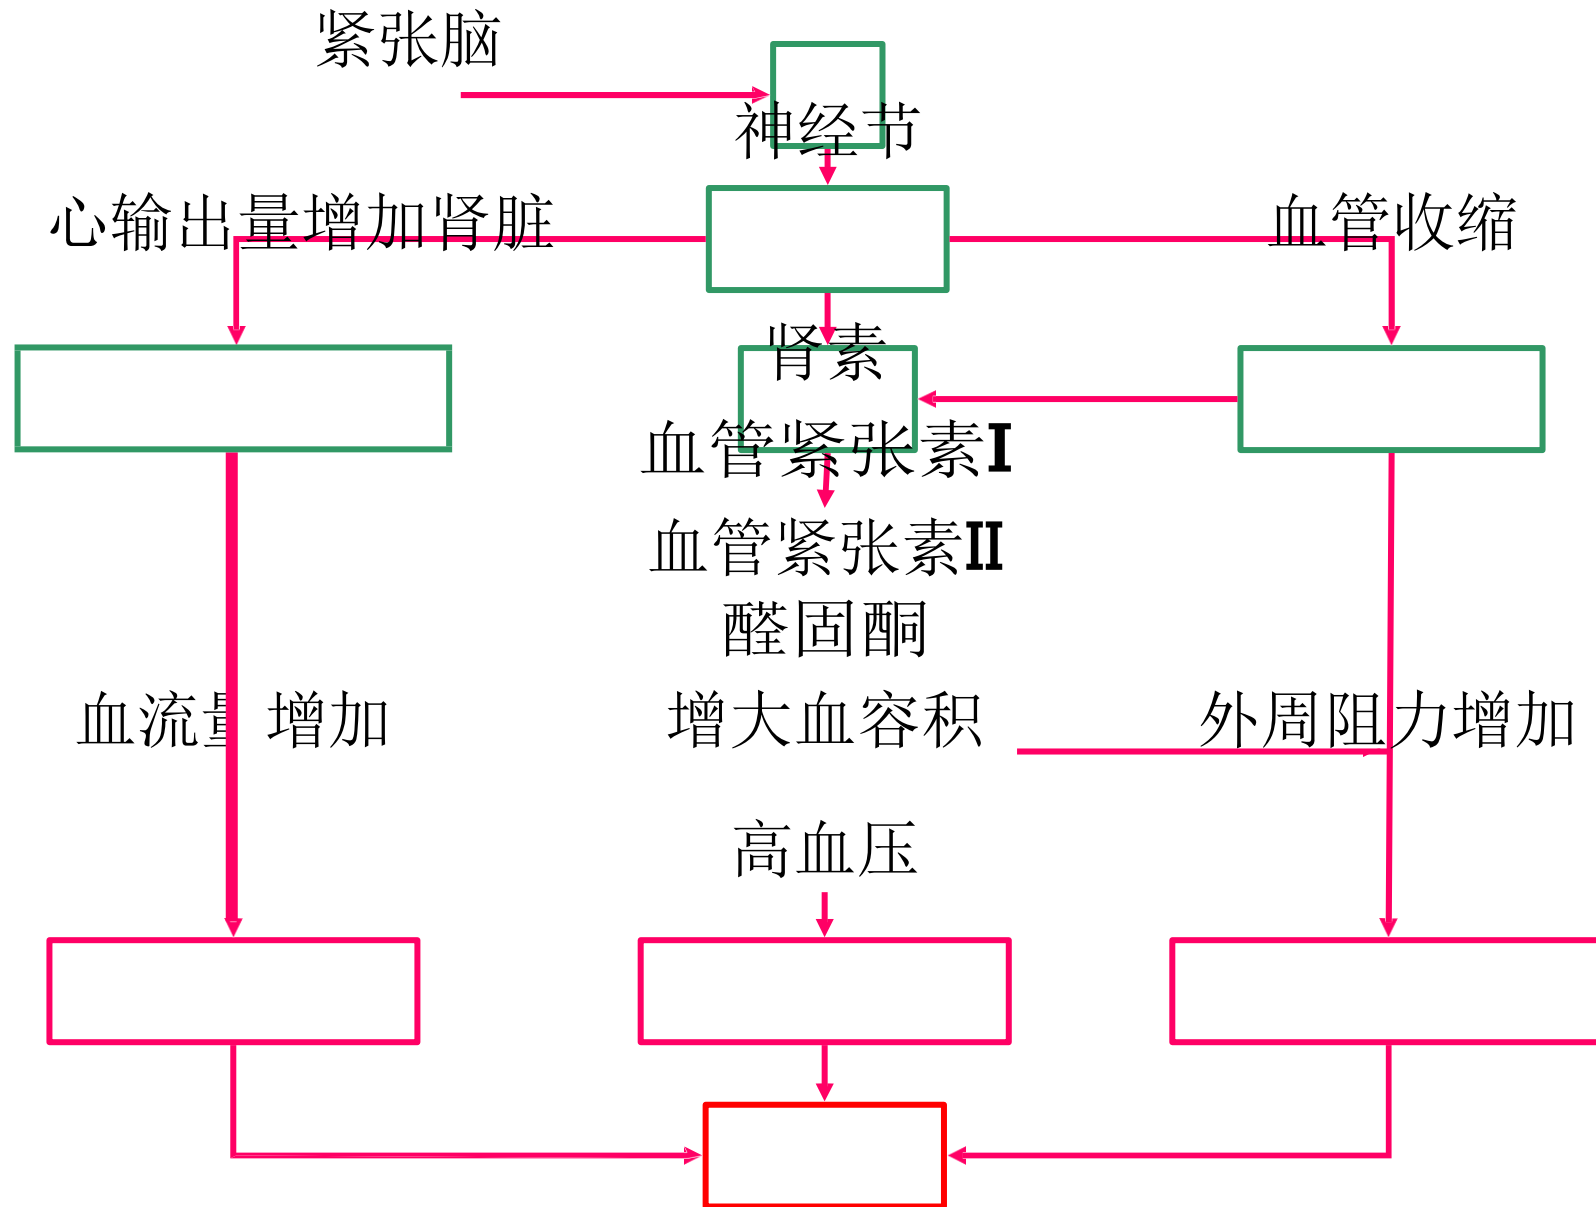 紧张脑
神经节
心输出量增加肾脏
血管收缩
肾素
血管紧张素I
血管紧张素II
醛固酮
血流量 增加
增大血容积
外周阻力增加
高血压